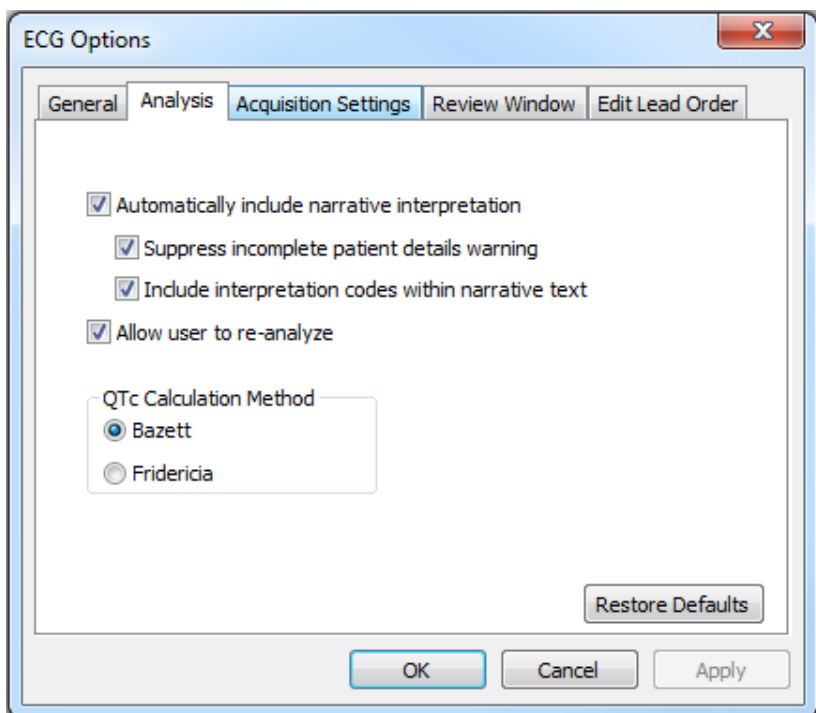 ECG Options
General Analysis Acquisition Settings Review Window Edit Lead Order
Automatically include narrative interpretation
Suppress incomplete patient details warning
Include interpretation codes within narrative text
Allow user to re-analyze
QTc Calculation Method
Bazett
Fridericia
Restore Defaults
OK Cancel Apply